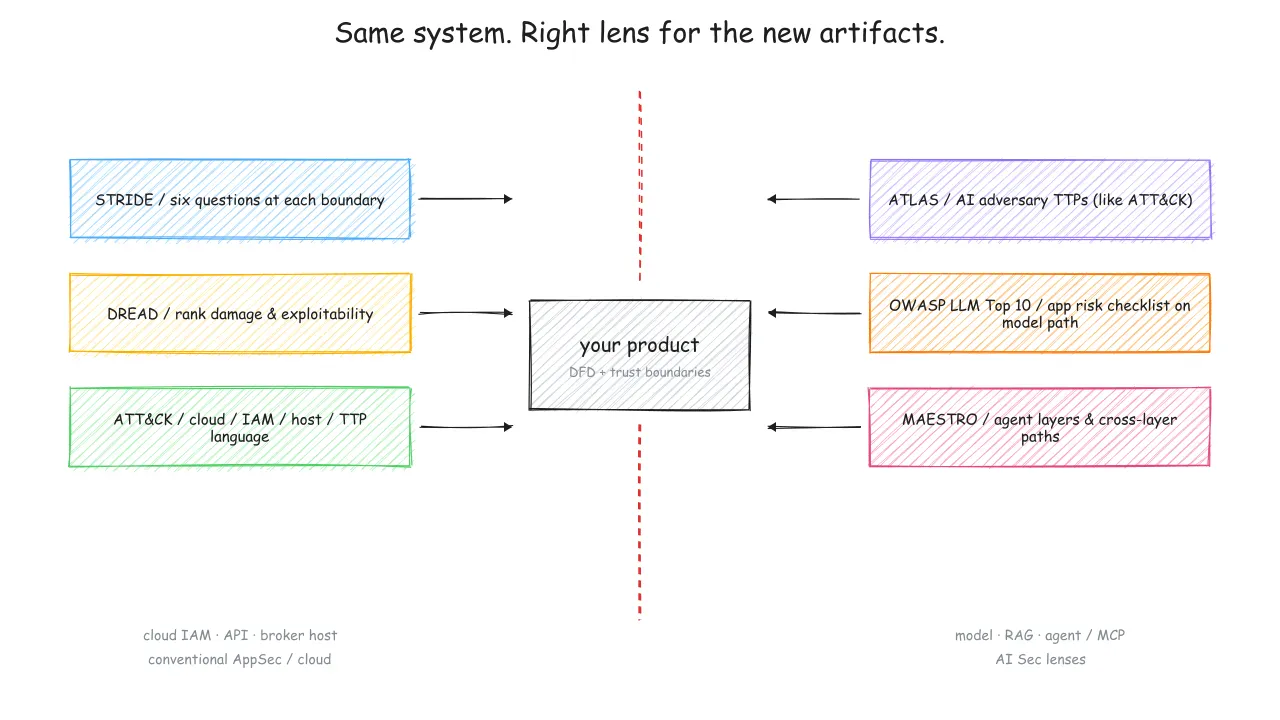 Same system. Right lens for the new artifacts.
STRIDE / six questions at each boundary
DREAD / rank damage & exploitability
ATT&CK / cloud / IAM / host / TTP
language
your product
DFD + trust boundaries
ATLAS / AI adversary TTPs (like ATT&CK)
OWASP LLM Top 10 / app risk checklist on
model path
MAESTRO / agent layers & cross-layer
paths
cloud IAM · API · broker host
conventional AppSec / cloud
model · RAG · agent / MCP
AI Sec lenses